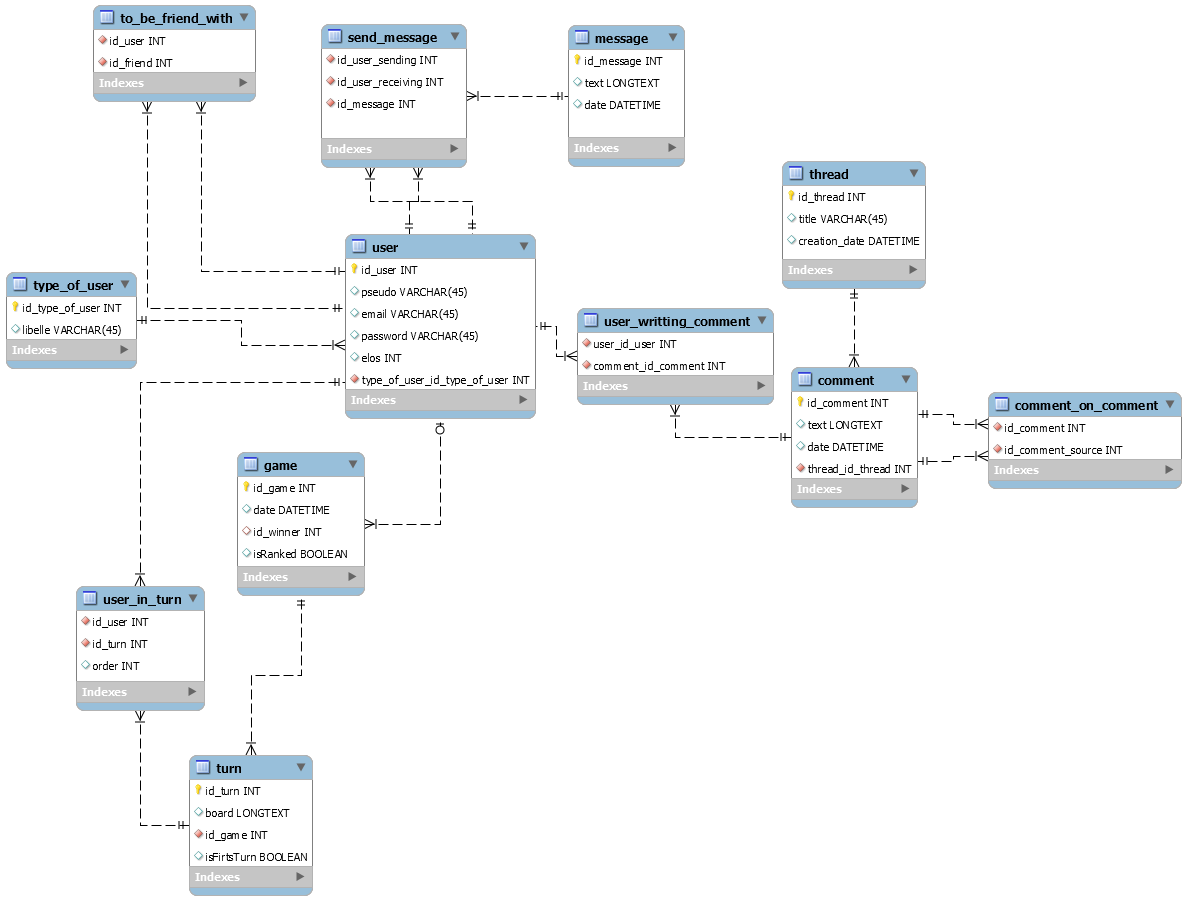 to_be_friend_with
id_user INT
id_friend INT
Indexes
send_message
id_user_sending INT
id_user_receiving INT
id_message INT
Indexes
message
id_message INT
text LONGTEXT
date DATETIME
Indexes
thread
id_thread INT
title VARCHAR(45)
creation_date DATETIME
Indexes
type_of_user
id_type_of_user INT
libelle VARCHAR(45)
Indexes
user
id_user INT
pseudo VARCHAR(45)
email VARCHAR(45)
password VARCHAR(45)
elos INT
type_of_user_id_type_of_user INT
Indexes
user_writting_comment
user_id_user INT
comment_id_comment INT
Indexes
comment
id_comment INT
text LONGTEXT
date DATETIME
thread_id_thread INT
Indexes
comment_on_comment
id_comment INT
id_comment_source INT
Indexes
game
id_game INT
date DATETIME
id_winner INT
isRanked BOOLEAN
Indexes
user_in_turn
id_user INT
id_turn INT
order INT
Indexes
turn
id_turn INT
board LONGTEXT
id_game INT
isFirtsTurn BOOLEAN
Indexes